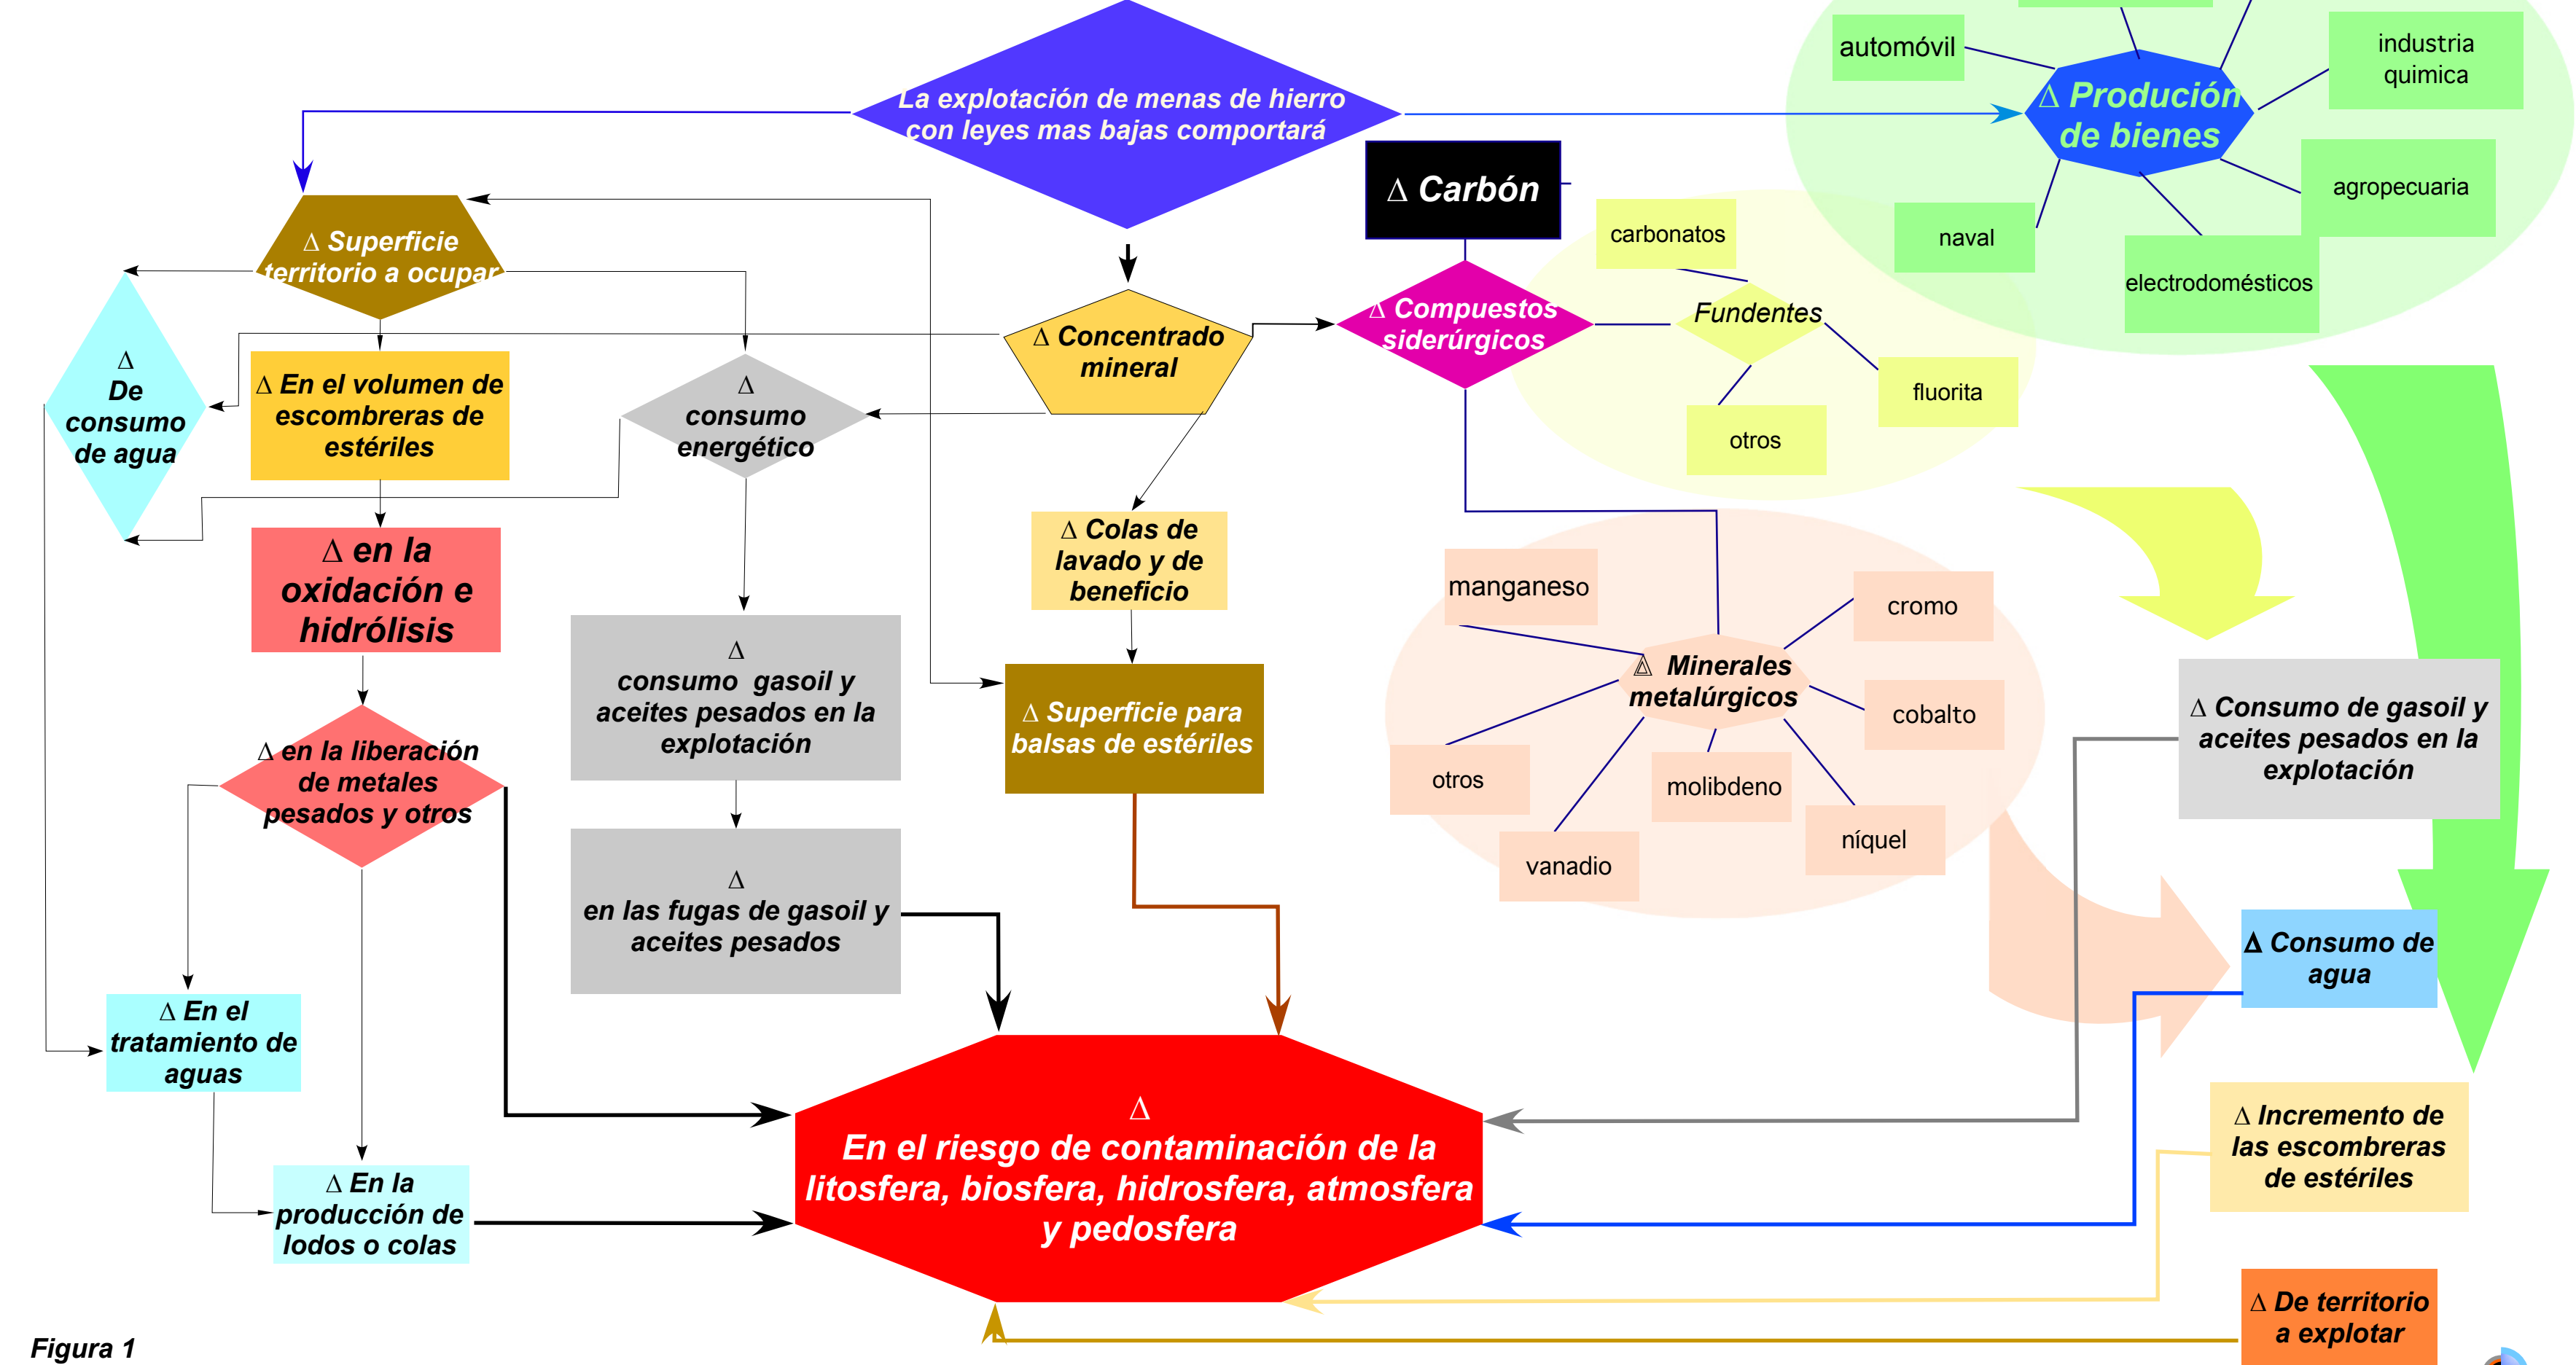 La explotación de menas de hierro
con leyes mas bajas comportará
automóvil
industria
quimica
∆ Produción
de bienes
agropecuaria
naval
electrodomésticos
∆ Carbón
∆ Superficie
territorio a ocupar
carbonatos
Fundentes
fluorita
otros
∆ Compuestos
siderúrgicos
∆ Concentrado
mineral
∆
De
consumo
de agua
∆ En el volumen de
escombreras de
estériles
∆
consumo
energético
∆ en la
oxidación e
hidrólisis
∆ Colas de
lavado y de
beneficio
manganeso
cromo
∆ Minerales
metalúrgicos
cobalto
otros
molibdeno
níquel
vanadio
∆
consumo gasoil y
aceites pesados en la
explotación
∆ Superficie para
balsas de estériles
∆ Consumo de gasoil y
aceites pesados en la
explotación
∆ en la liberación
de metales
pesados y otros
∆
en las fugas de gasoil y
aceites pesados
∆ Consumo de
agua
∆ En el
tratamiento de
aguas
∆
En el riesgo de contaminación de la
litosfera, biosfera, hidrosfera, atmosfera
y pedosfera
∆ Incremento de
las escombreras
de estériles
∆ En la
producción de
lodos o colas
∆ De territorio
a explotar
Figura 1